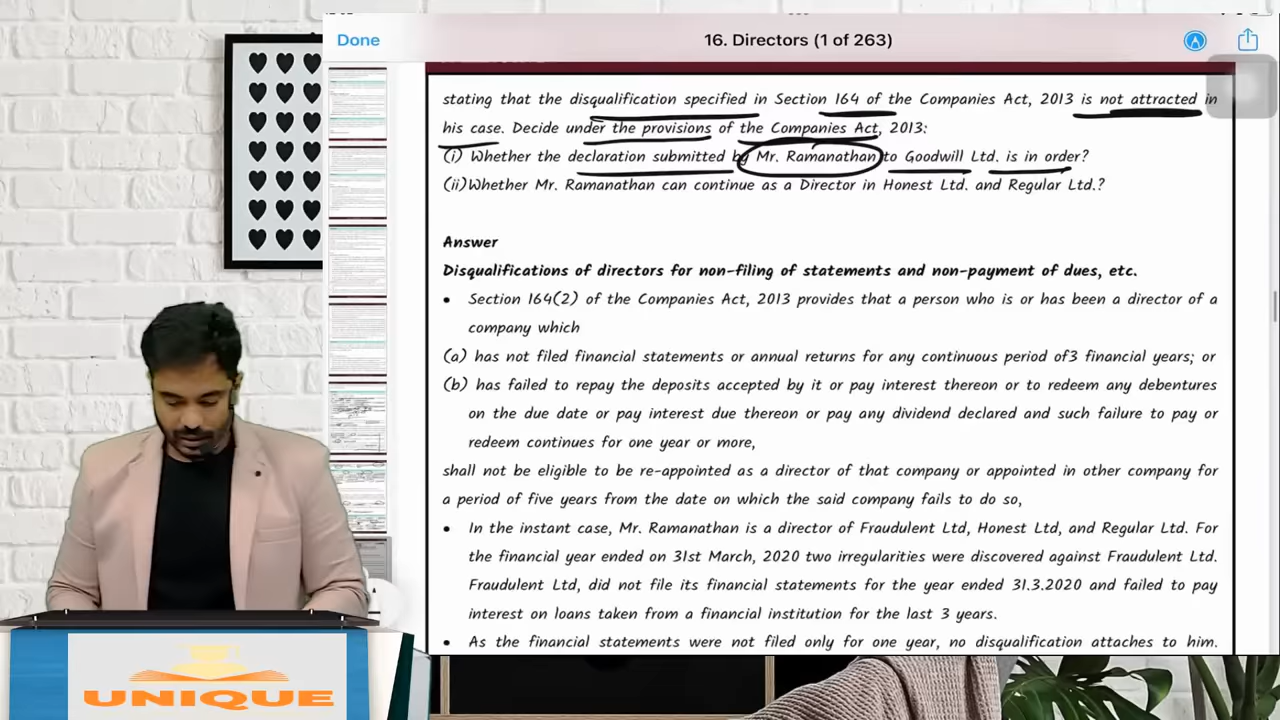 Done
16. Directors (1 of 263)
stating that the disqualification specified in Section 164 of the Companies Act, 2013 is not attracted in
his case. Decide under the provisions of the Companies Act, 2013:
(i) Whether the declaration submitted by Mr. Ramanathan to Goodwill Ltd. is in order?
(ii)Whether Mr. Ramanathan can continue as a Director in Honest Ltd. and Regular Ltd.?
Answer
Disqualifications of directors for non-filing of statements and non-payment of dues, etc.
• Section 164(2) of the Companies Act, 2013 provides that a person who is or has been a director of a
company which
(a) has not filed financial statements or annual returns for any continuous period of3 financial years; or
(b) has failed to repay the deposits accepted by it or pay interest thereon or to redeem any debentures
on the due date or pay interest due thereon or pay any dividend declared and such failure to pay or
redeem continues for one year or more,
shall not be eligible to be re-appointed as a director of that company or appointed in other company for
a period of five years from the date on which the said company fails to do so,
• In the instant case, Mr. Ramanathan is a director of Fraudulent Ltd, Honest Ltd, and Regular Ltd. For
the financial year ended on 31st March, 2020 two irregularities were discovered against Fraudulent Ltd.
Fraudulent Ltd, did not file its financial statements for the year ended 31.3.2020 and failed to pay
interest on loans taken from a financial institution for the last 3 years.
• As the financial statements were not filed only for one year, no disqualification attaches to him.
UNIQUE